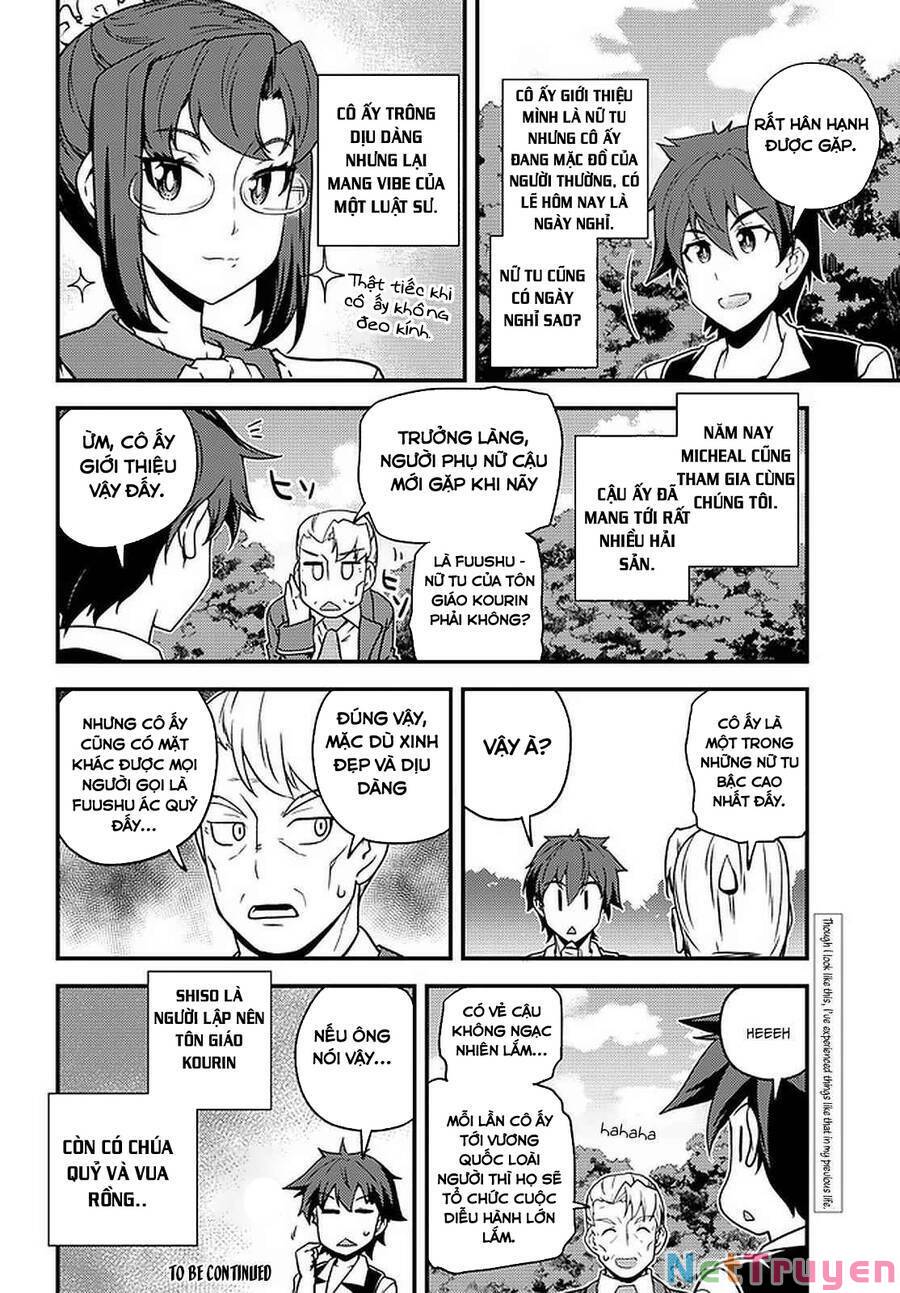 RẤT HÂN HẠNH
ĐƯỢC GẶP.
CÔ ẤY GIỚI THIỆU
MÌNH LÀ NỮ TU
NHƯNG CÔ ẤY
ĐANG MẶC ĐỒ CỦA
NGƯỜI THƯỜNG, CÓ
LẼ HÔM NAY LÀ
NGÀY NGHỈ.
NỮ TU CŨNG
CÓ NGÀY
NGHỈ SAO?
CÔ ẤY TRÔNG
DỊU DÀNG
NHƯNG LẠI
MANG VIBE CỦA
MỘT LUẬT SƯ.
Thật tiếc khi
cô ấy không
đeo kính
NĂM NAY
MICHEAL CŨNG
THAM GIA CÙNG
CHÚNG TÔI.
CẬU ẤY ĐÃ
MANG TỚI RẤT
NHIỀU HẢI
SẢN.
TRƯỞNG LÀNG,
NGƯỜI PHỤ NỮ CẬU
MỚI GẶP KHI NÃY
LÀ FUUSHU -
NỮ TU CỦA TÔN
GIÁO KOURIN
PHẢI KHÔNG?
ヒソ
ỪM, CÔ ẤY
GIỚI THIỆU
VẬY ĐẤY.
CÔ ẤY LÀ
MỘT TRONG
NHỮNG NỮ TU
BẬC CAO
NHẤT ĐẤY.
VẬY À?
ĐÚNG VẬY,
MẶC DÙ XINH
ĐẸP VÀ DỊU
DÀNG
NHƯNG CÔ ẤY
CŨNG CÓ MẶT
KHÁC ĐƯỢC MỌI
NGƯỜI GỌI LÀ
FUUSHU ÁC QUỶ
ĐẤY...
Though I look like this, I've experienced things like that in my previous life.
HEEEH
CÓ VẺ CẬU
KHÔNG NGẠC
NHIÊN LẮM...
MỖI LẦN CÔ ẤY
TỚI VƯƠNG
QUỐC LOÀI
NGƯỜI THÌ HỌ SẼ
TỔ CHỨC CUỘC
DIỄU HÀNH LỚN
LẮM.
hahaha
NẾU ÔNG
NÓI VẬY...
SHISO LÀ
NGƯỜI LẬP NÊN
TÔN GIÁO
KOURIN
CÒN CÓ CHÚA
QUỶ VÀ VUA
RỒNG..
TO BE CONTINUED
NetTruyen